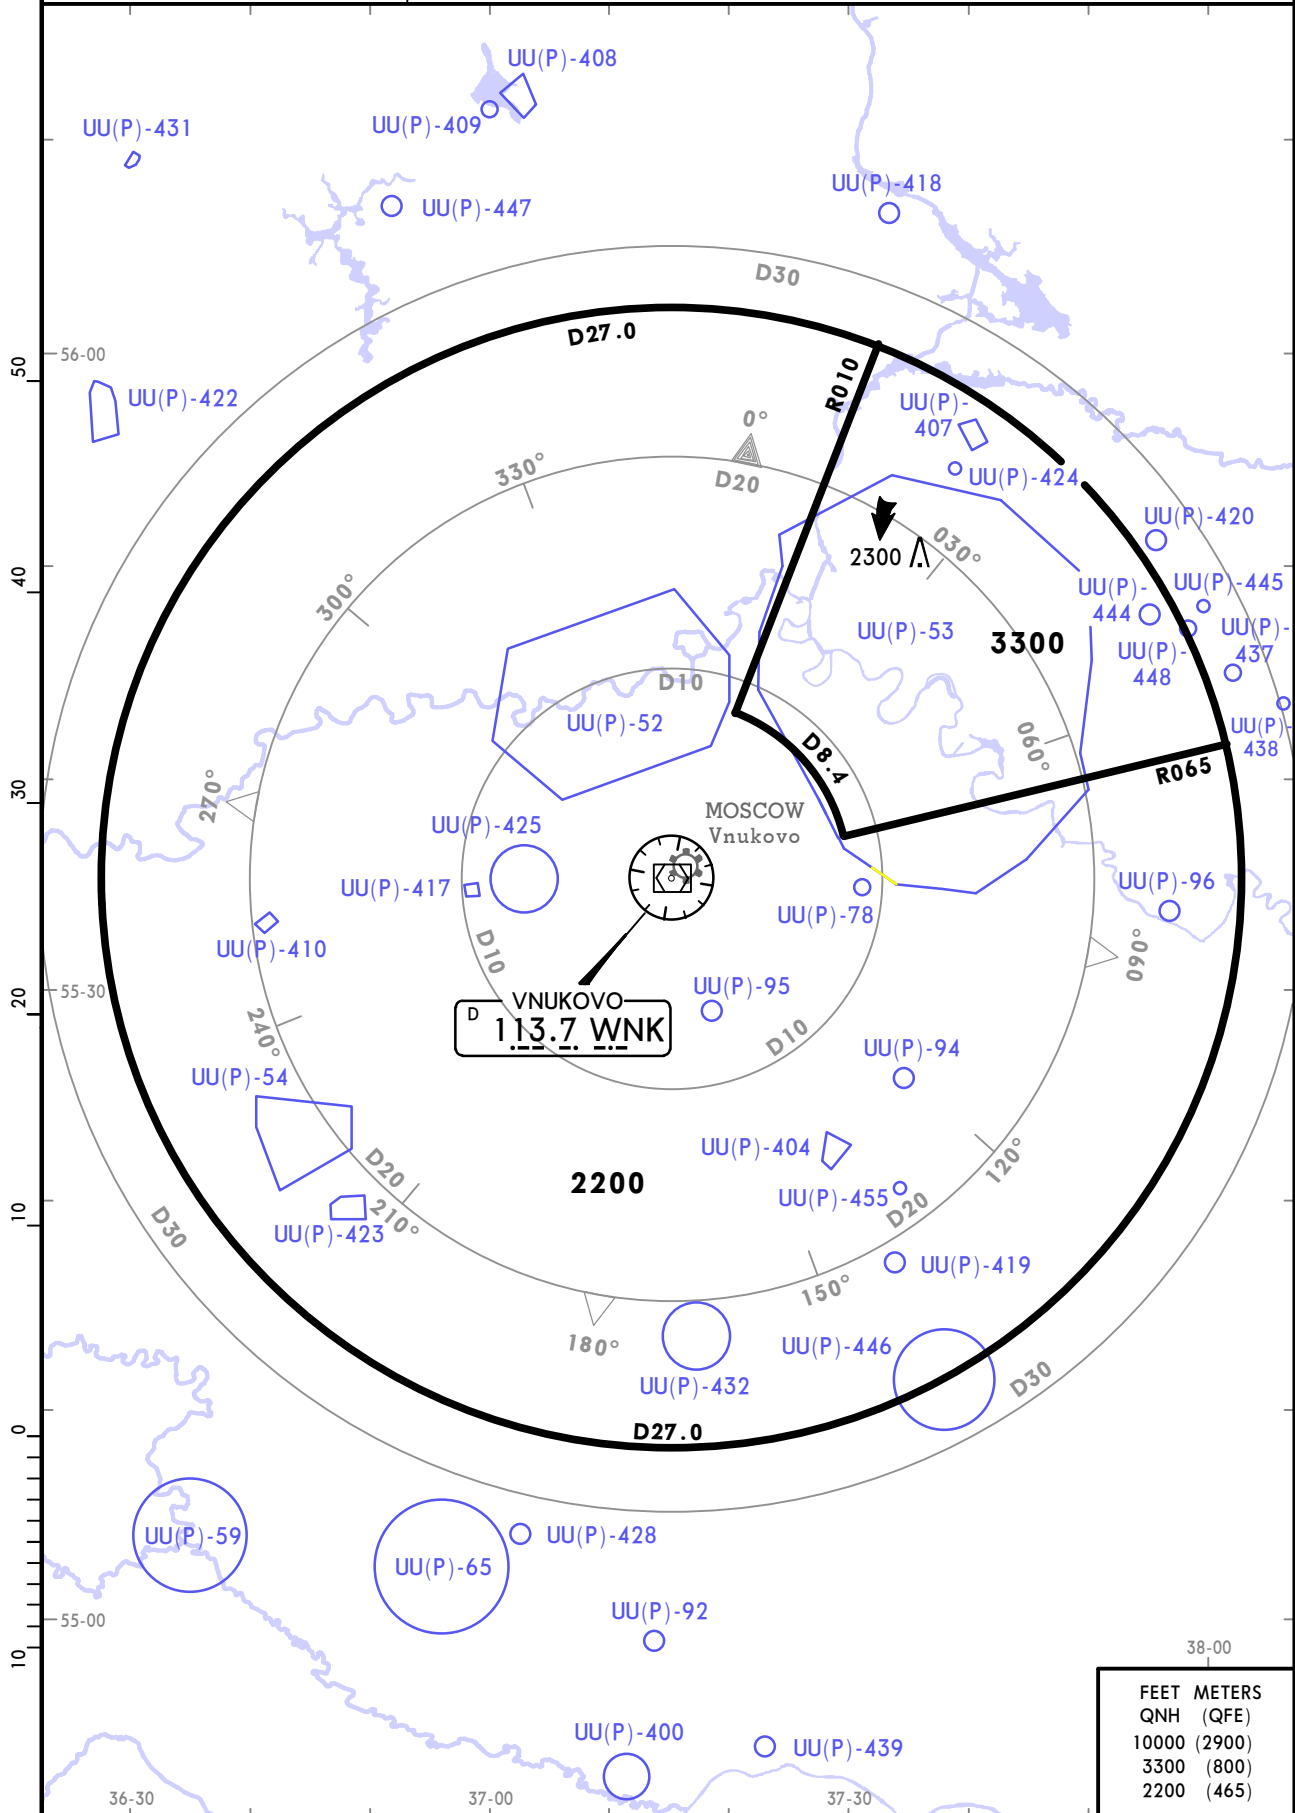 UU(P)-408
UU(P)-409
UU(P)-431
UU(P)-418
UU(P)-447
D30
D27.0
56-00
50
R010
UU(P)-422
UU(P)-
407
0°
330°
UU(P)-424
D20
UU(P)-420
030°
2300
40
300°
UU(P)-445
UU(P)-
444
UU(P)-
437
UU(P)-53
3300
UU(P)-
448
D10
UU(P)-52
060°
UU(P)-
438
D8.4
R065
270°
30
MOSCOW
Vnukovo
UU(P)-425
UU(P)-417
UU(P)-96
UU(P)-78
UU(P)-410
D10
090°
UU(P)-95
55-30
20
VNUKOVO
D 113.7 WNK
240°
D10
UU(P)-94
UU(P)-54
UU(P)-404
120°
D20
2200
UU(P)-455
D20
10
210°
D30
UU(P)-423
UU(P)-419
150°
180°
UU(P)-446
UU(P)-432
D30
0
D27.0
UU(P)-59
UU(P)-428
UU(P)-65
UU(P)-92
55-00
10
38-00
UU(P)-400
UU(P)-439
36-30
37-00
37-30
FEET METERS
QNH (QFE)
10000 (2900)
3300 (800)
2200 (465)